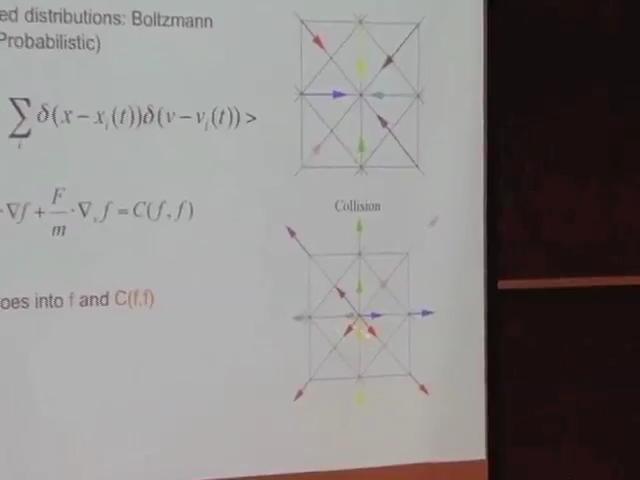 ed distributions: Boltzmann
Probabilistic)
∑ δ(x − x_i(t))δ(v − v_i(t)) >
i
· ∇f + F/m · ∇_v f = C(f, f)
Collision
oes into f and C(f,f)